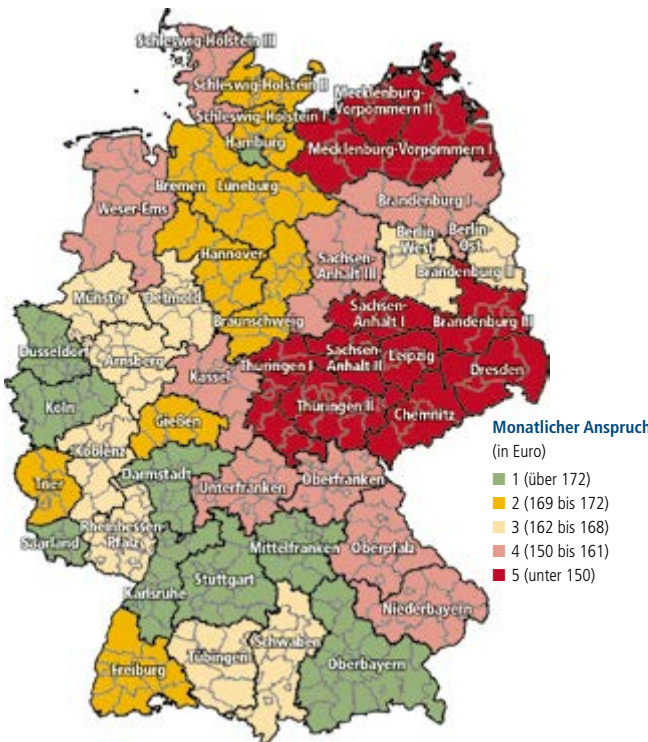 Schleswig-Holstein III
Schleswig-Holstein II
Mecklenburg-
Vorpommern II
Schleswig-Holstein I
Hamburg
Mecklenburg-Vorpommern I
Bremen
Lüneburg
Weser-Ems
Brandenburg I
Berlin-
West
Berlin-
Ost
Hannover
Sachsen-
Anhalt III
Brandenburg II
Münster
Detmold
Braunschweig
Sachsen-
Anhalt I
Brandenburg III
Düsseldorf
Arnsberg
Kassel
Thüringen I
Sachsen-
Anhalt II
Leipzig
Dresden
Köln
Gießen
Thüringen II
Chemnitz
Koblenz
Darmstadt
Unterfranken
Oberfranken
Trier
Rheinhessen-
Pfalz
Saarland
Mittelfranken
Oberpfalz
Karlsruhe
Stuttgart
Niederbayern
Freiburg
Tübingen
Schwaben
Oberbayern
Monatlicher Anspruch
(in Euro)
1 (über 172)
2 (169 bis 172)
3 (162 bis 168)
4 (150 bis 161)
5 (unter 150)